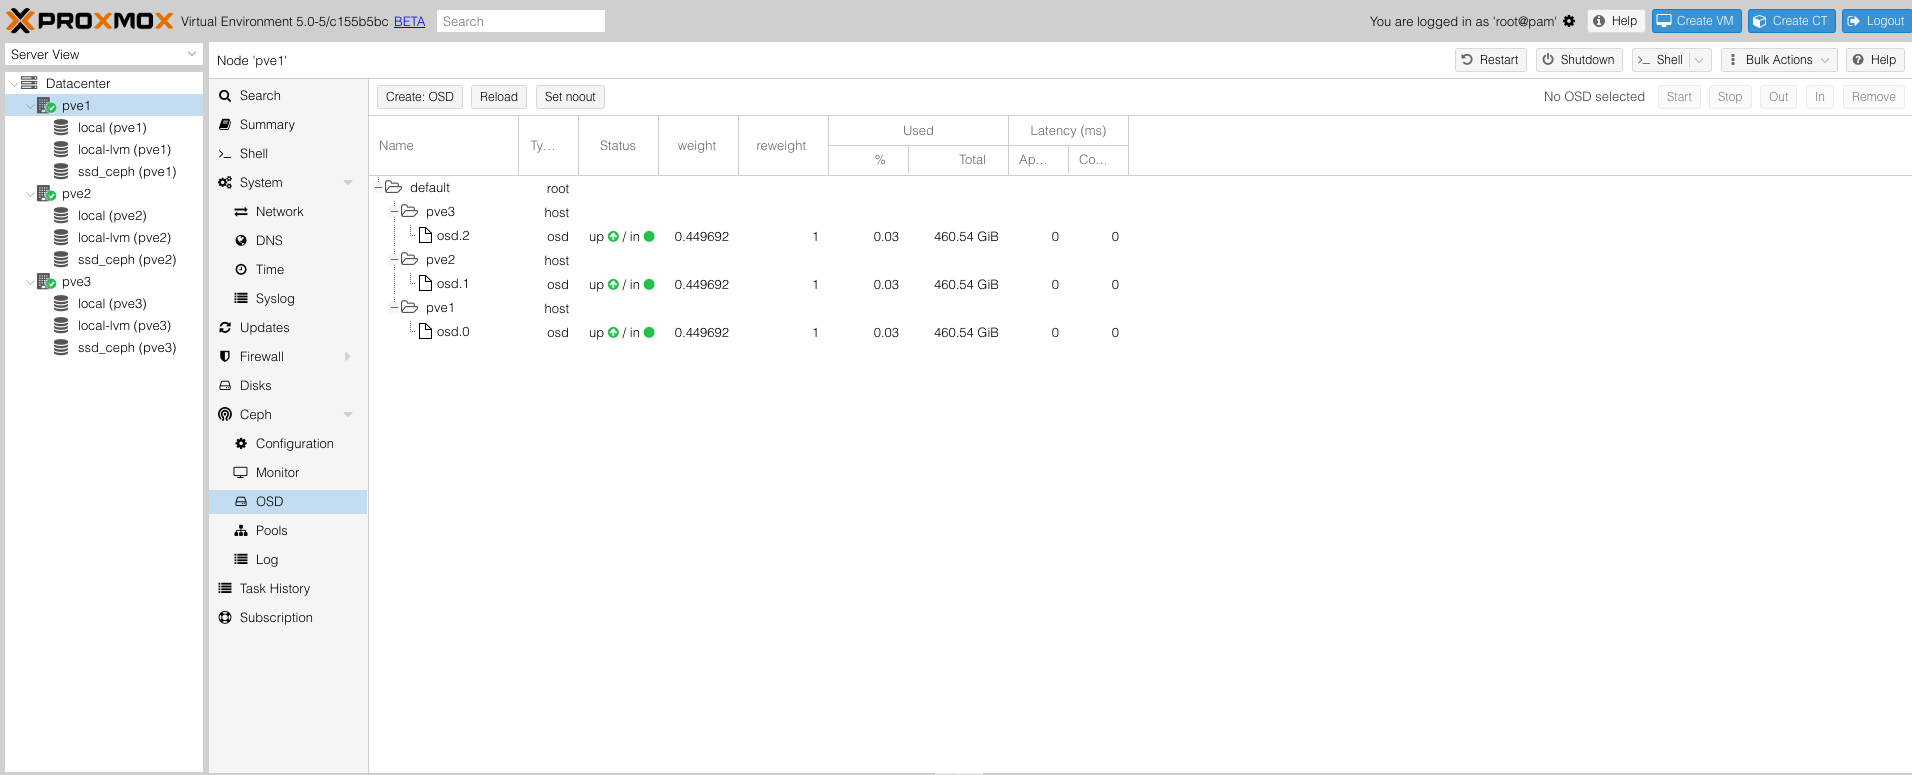 PROXMOX Virtual Environment 5.0-5/c155b5bc BETA Search You are logged in as 'root@pam' Help Create VM Create CT Logout
Server View
Datacenter
pve1
local (pve1)
local-lvm (pve1)
ssd_ceph (pve1)
pve2
local (pve2)
local-lvm (pve2)
ssd_ceph (pve2)
pve3
local (pve3)
local-lvm (pve3)
ssd_ceph (pve3)
Node 'pve1' Restart Shutdown Shell Bulk Actions Help
Search
Summary
Shell
System
Network
DNS
Time
Syslog
Updates
Firewall
Disks
Ceph
Configuration
Monitor
OSD
Pools
Log
Task History
Subscription
Create: OSD Reload Set noout No OSD selected Start Stop Out In Remove
Name Ty... Status weight reweight Used Latency (ms)
% Total Ap... Co...
default root
pve3 host
osd.2 osd up / in 0.449692 1 0.03 460.54 GiB 0 0
pve2 host
osd.1 osd up / in 0.449692 1 0.03 460.54 GiB 0 0
pve1 host
osd.0 osd up / in 0.449692 1 0.03 460.54 GiB 0 0